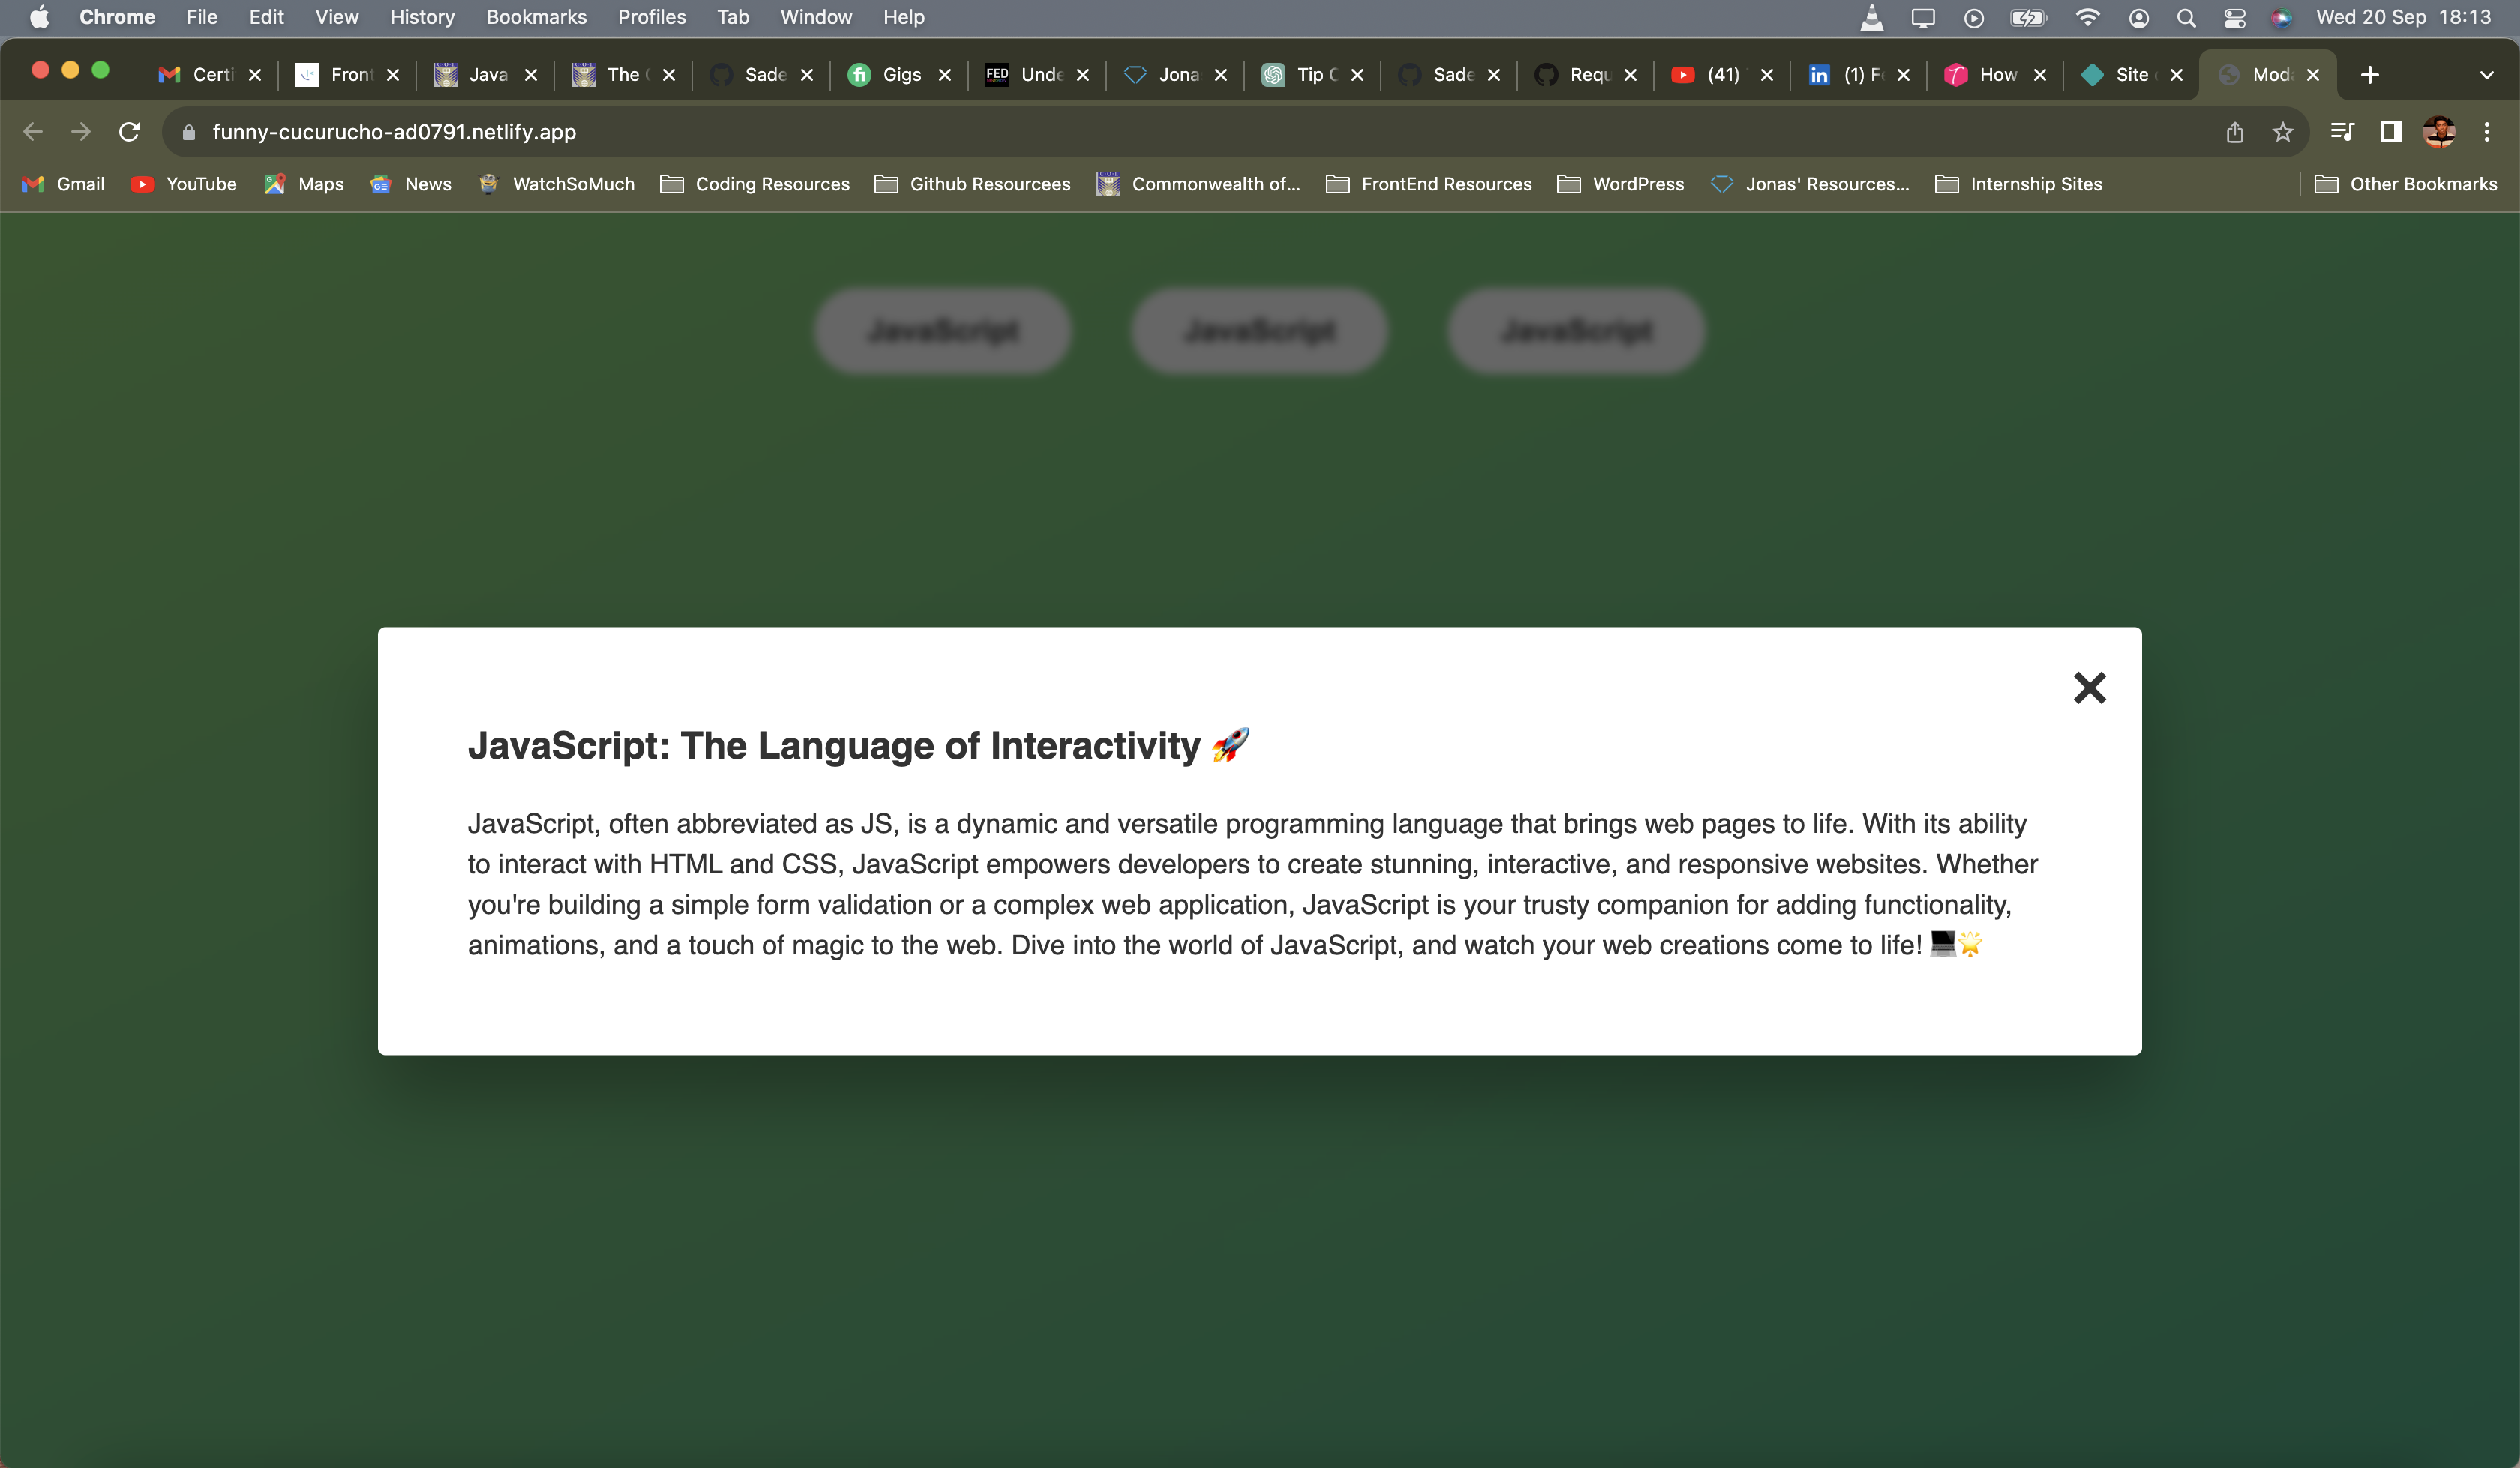 Chrome File Edit View History Bookmarks Profiles Tab Window Help Wed 20 Sep 18:13
Certi Front Java The Sade Gigs FED Unde Jona Tip C Sade Requ (41) in (1) F How Site Mod
funny-cucurucho-ad0791.netlify.app
Gmail YouTube Maps News WatchSoMuch Coding Resources Github Resourcees Commonwealth of... FrontEnd Resources WordPress Jonas' Resources... Internship Sites Other Bookmarks
JavaScript JavaScript JavaScript
JavaScript: The Language of Interactivity 🚀
JavaScript, often abbreviated as JS, is a dynamic and versatile programming language that brings web pages to life. With its ability
to interact with HTML and CSS, JavaScript empowers developers to create stunning, interactive, and responsive websites. Whether
you're building a simple form validation or a complex web application, JavaScript is your trusty companion for adding functionality,
animations, and a touch of magic to the web. Dive into the world of JavaScript, and watch your web creations come to life! 💻🌟